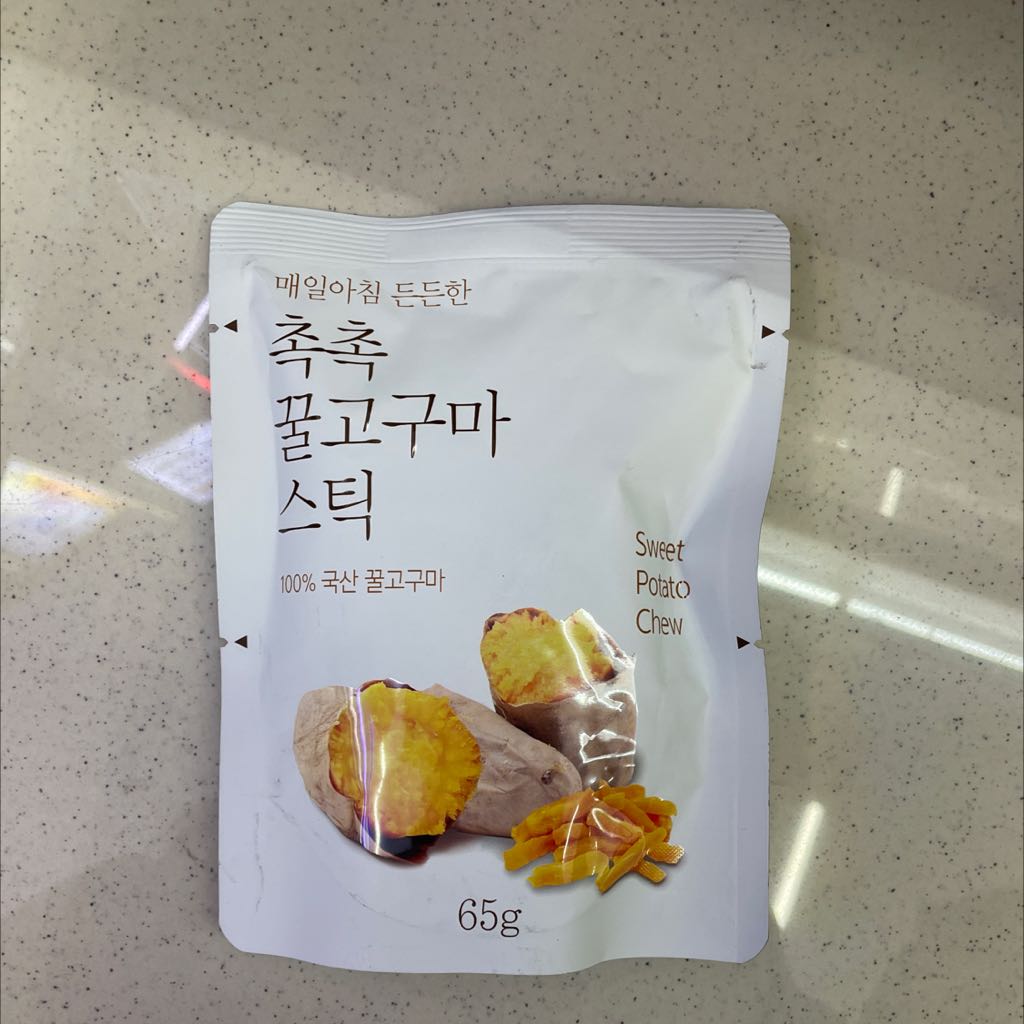 매일아침 든든한
촉촉
꿀고구마
스틱
100% 국산 꿀고구마
Sweet
Potato
Chew
65g